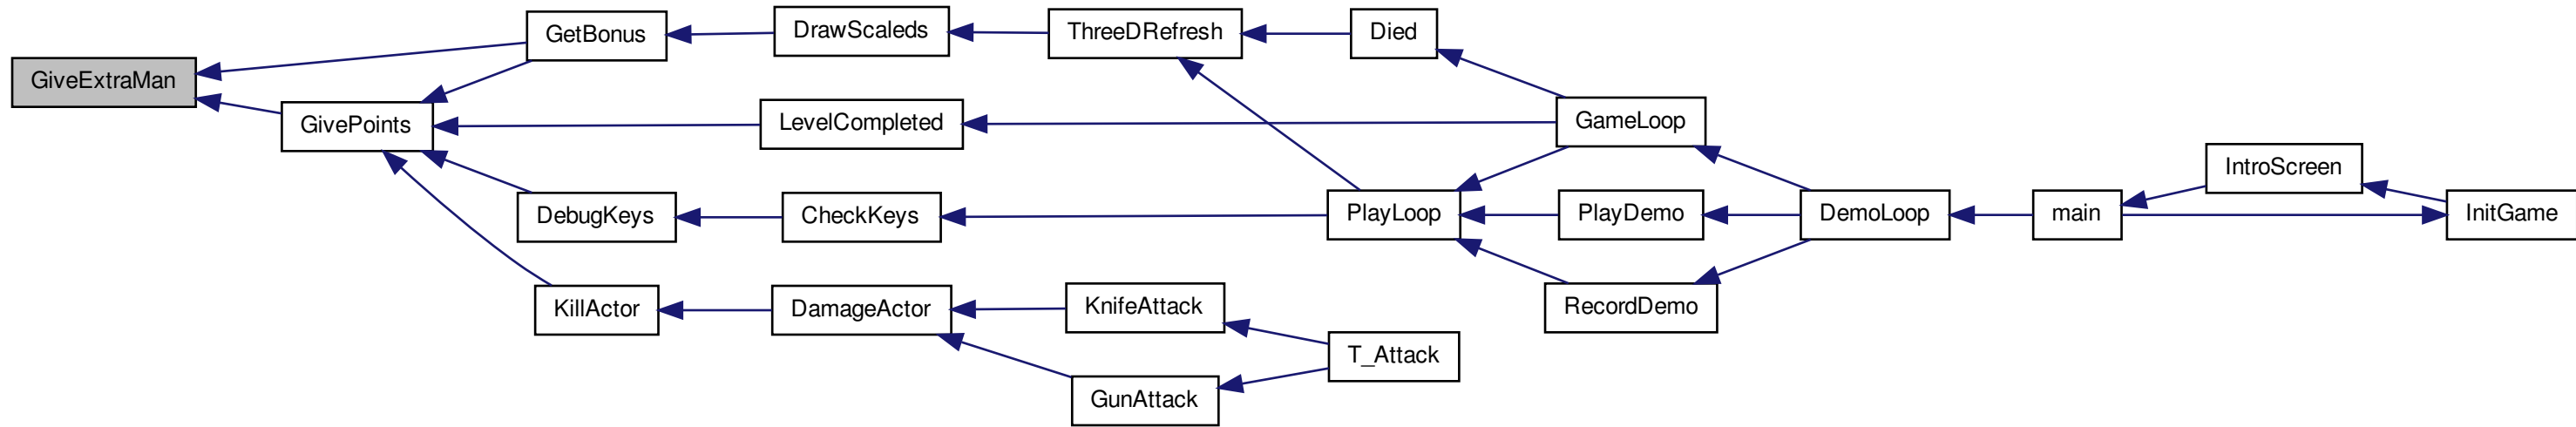 GiveExtraMan
GetBonus
GivePoints
DrawScaleds
ThreeDRefresh
Died
LevelCompleted
GameLoop
DebugKeys
CheckKeys
PlayLoop
PlayDemo
DemoLoop
main
IntroScreen
InitGame
KillActor
DamageActor
KnifeAttack
RecordDemo
T_Attack
GunAttack